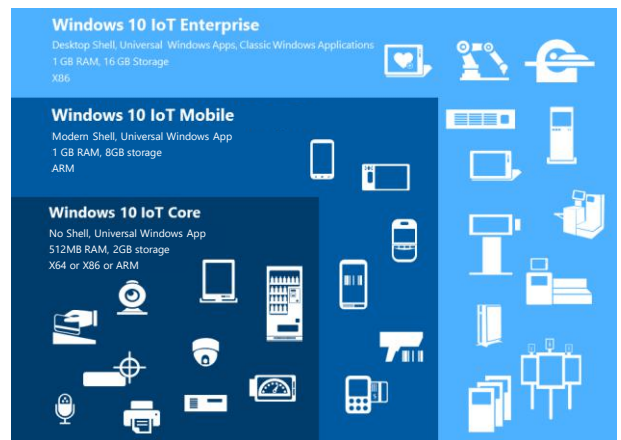 Windows 10 IoT Enterprise
Desktop Shell, Universal Windows Apps, Classic Windows Applications
1 GB RAM, 16 GB Storage
X86
Windows 10 IoT Mobile
Modern Shell, Universal Windows App
1 GB RAM, 8GB storage
ARM
Windows 10 IoT Core
No Shell, Universal Windows App
512MB RAM, 2GB storage
X64 or X86 or ARM